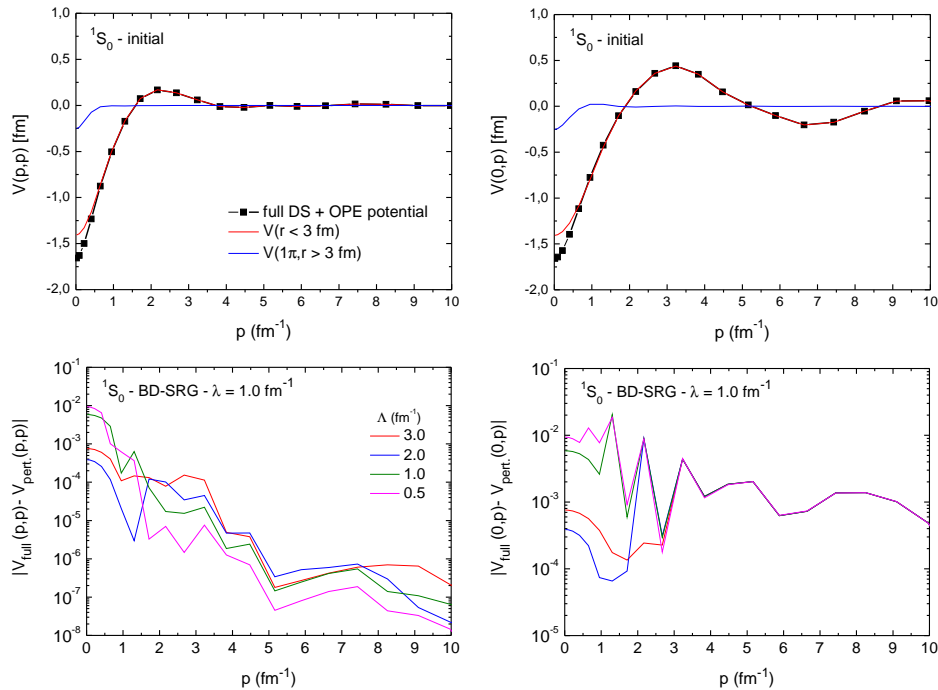 ¹S₀ - initial
1,0
0,5
0,0
-0,5
-1,0
-1,5
-2,0
V(p,p) [fm]
full DS + OPE potential
V(r < 3 fm)
V(1π,r > 3 fm)
0 1 2 3 4 5 6 7 8 9 10
p (fm⁻¹)
¹S₀ - initial
1,0
0,5
0,0
-0,5
-1,0
-1,5
-2,0
V(0,p) [fm]
0 1 2 3 4 5 6 7 8 9 10
p (fm⁻¹)
¹S₀ - BD-SRG - λ = 1.0 fm⁻¹
10⁻¹
10⁻²
10⁻³
10⁻⁴
10⁻⁵
10⁻⁶
10⁻⁷
10⁻⁸
|V_full (p,p)- V_pert. (p,p)|
Λ (fm⁻¹)
3.0
2.0
1.0
0.5
0 1 2 3 4 5 6 7 8 9 10
p (fm⁻¹)
¹S₀ - BD-SRG - λ = 1.0 fm⁻¹
10⁻¹
10⁻²
10⁻³
10⁻⁴
10⁻⁵
|V_full (0,p)- V_pert. (0,p)|
0 1 2 3 4 5 6 7 8 9 10
p (fm⁻¹)